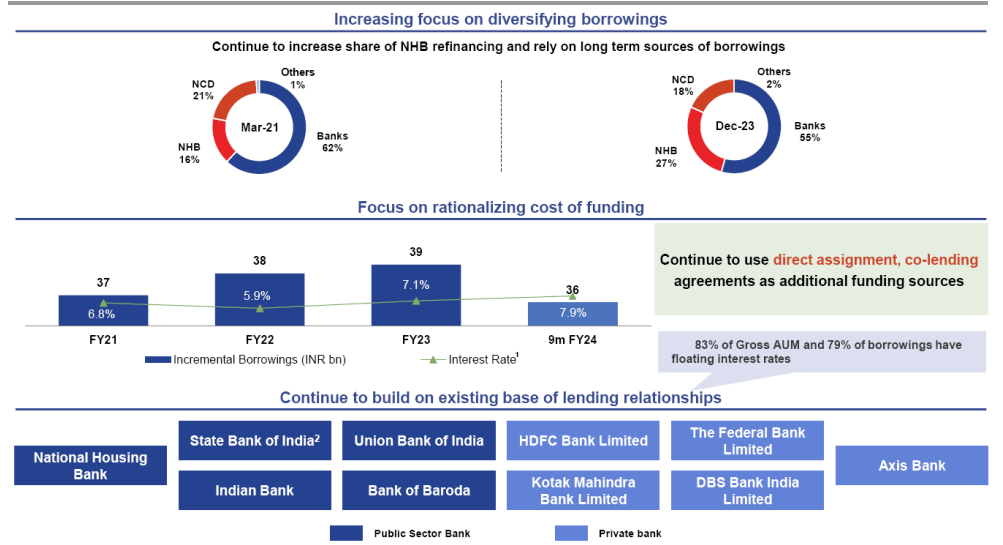 Increasing focus on diversifying borrowings
Continue to increase share of NHB refinancing and rely on long term sources of borrowings
Others
1%
NCD
21%
Mar-21
Banks
62%
NHB
16%
Others
2%
NCD
18%
Dec-23
Banks
55%
NHB
27%
Focus on rationalizing cost of funding
37
38
39
36
6.8%
5.9%
7.1%
7.9%
FY21
FY22
FY23
9m FY24
Incremental Borrowings (INR bn)
Interest Rate¹
Continue to use direct assignment, co-lending
agreements as additional funding sources
83% of Gross AUM and 79% of borrowings have
floating interest rates
Continue to build on existing base of lending relationships
National Housing
Bank
State Bank of India²
Union Bank of India
HDFC Bank Limited
The Federal Bank
Limited
Axis Bank
Indian Bank
Bank of Baroda
Kotak Mahindra
Bank Limited
DBS Bank India
Limited
Public Sector Bank
Private bank